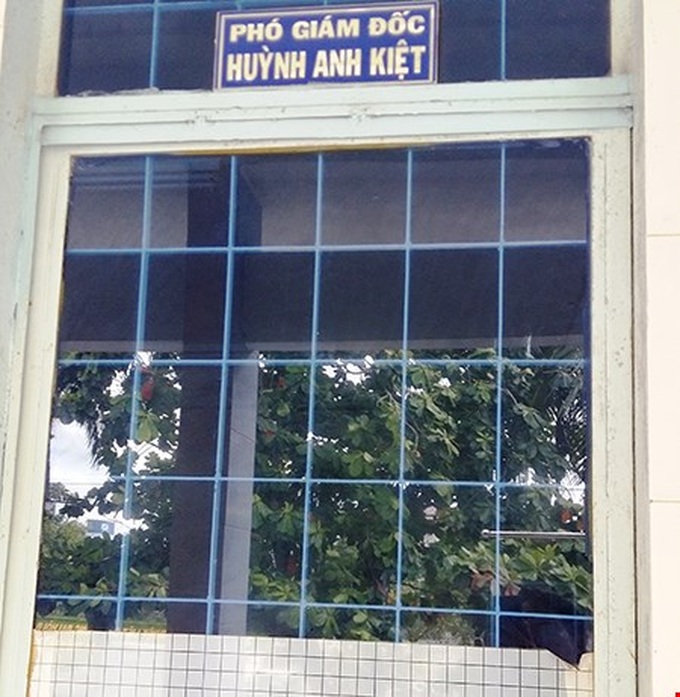 PHÓ GIÁM ĐỐC
HUỲNH ANH KIỆT